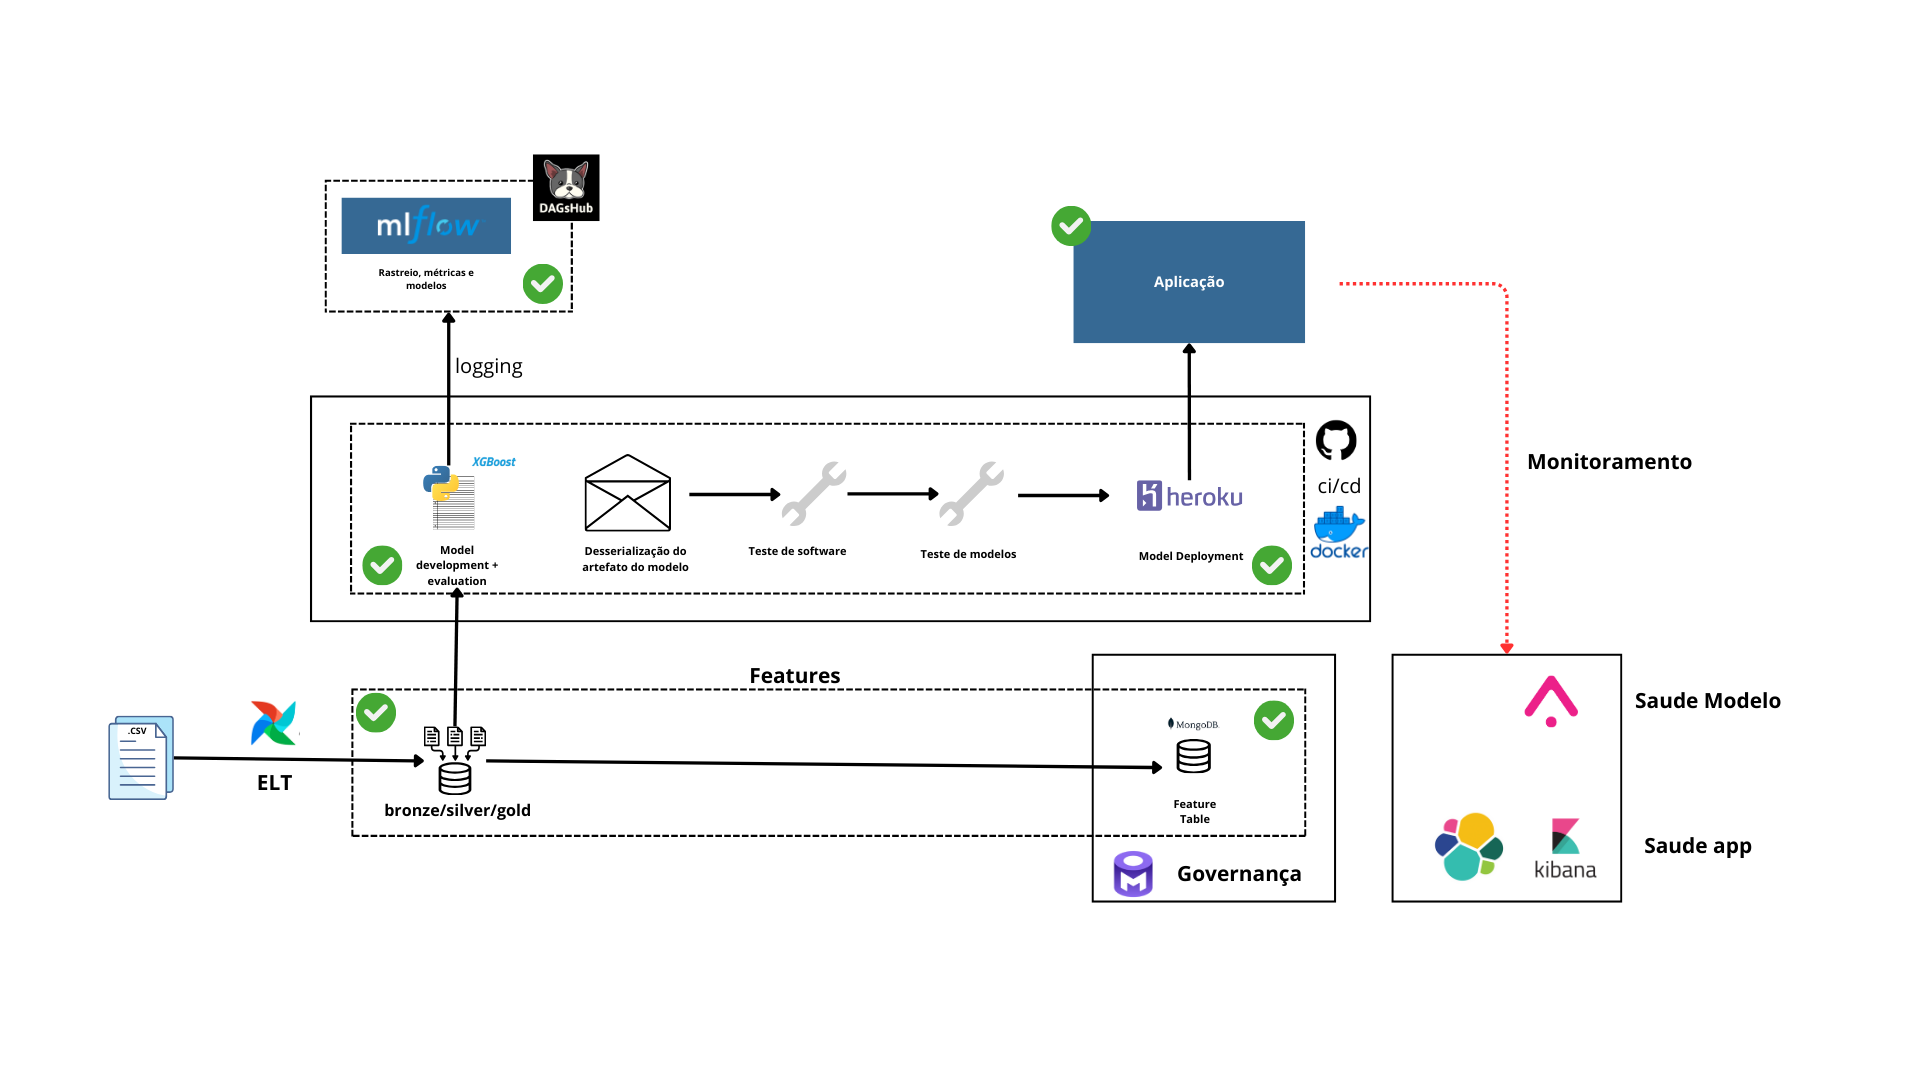 DAGsHub
mlflow
Rastreio, métricas e
modelos
Aplicação
logging
XGBoost
Model
development +
evaluation
Desserialização do
artefato do modelo
Teste de software
Teste de modelos
heroku
Model Deployment
ci/cd
docker
Monitoramento
Features
.CSV
ELT
bronze/silver/gold
MongoDB
Feature
Table
Governança
Saude Modelo
kibana
Saude app